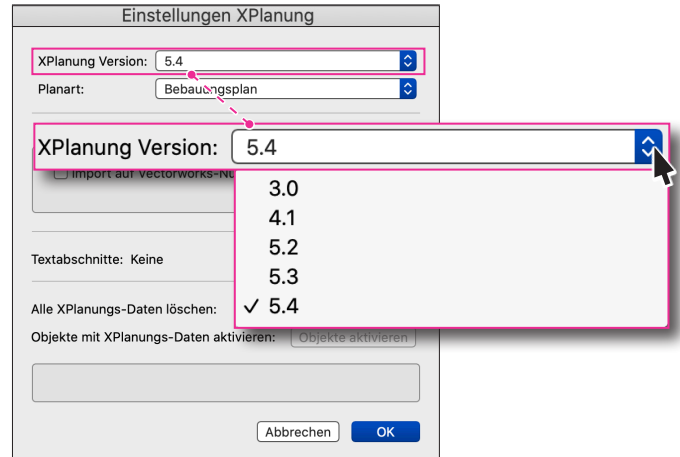 Einstellungen XPlanung
XPlanung Version: 5.4
Planart: Bebauungsplan
XPlanung Version: 5.4
Import auf Vectorworks-
3.0
4.1
5.2
5.3
✓ 5.4
Textabschnitte: Keine
Alle XPlanungs-Daten löschen:
Objekte mit XPlanungs-Daten aktivieren: Objekte aktivieren
Abbrechen OK